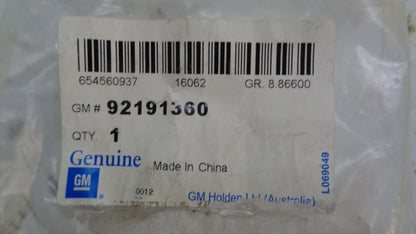 654560937 16062 GR. 8.86600
GM # 92191360
QTY. 1
Genuine Made In China
GM
0012
GM Holden Ltd (Australia)
L069049